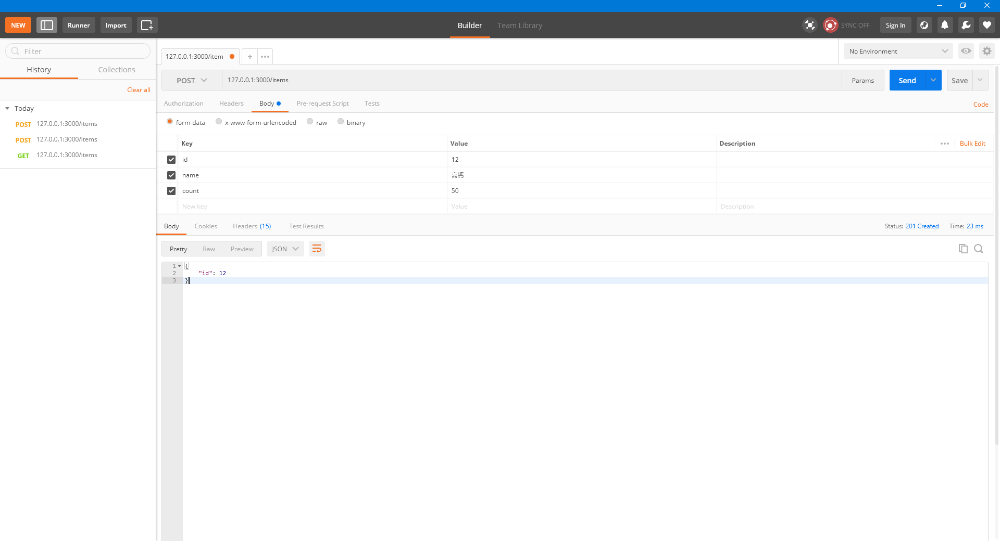 NEW Runner Import Builder Team Library SYNC OFF Sign In
Filter
History Collections
Clear all
Today
POST 127.0.0.1:3000/items
POST 127.0.0.1:3000/items
GET 127.0.0.1:3000/items
127.0.0.1:3000/item + ••• No Environment
POST 127.0.0.1:3000/items Params Send Save
Authorization Headers Body Pre-request Script Tests Code
form-data x-www-form-urlencoded raw binary
Key Value Description ••• Bulk Edit
id 12
name 高钙
count 50
New key Value Description
Body Cookies Headers (15) Test Results Status: 201 Created Time: 23 ms
Pretty Raw Preview JSON
1 {
2 "id": 12
3 }